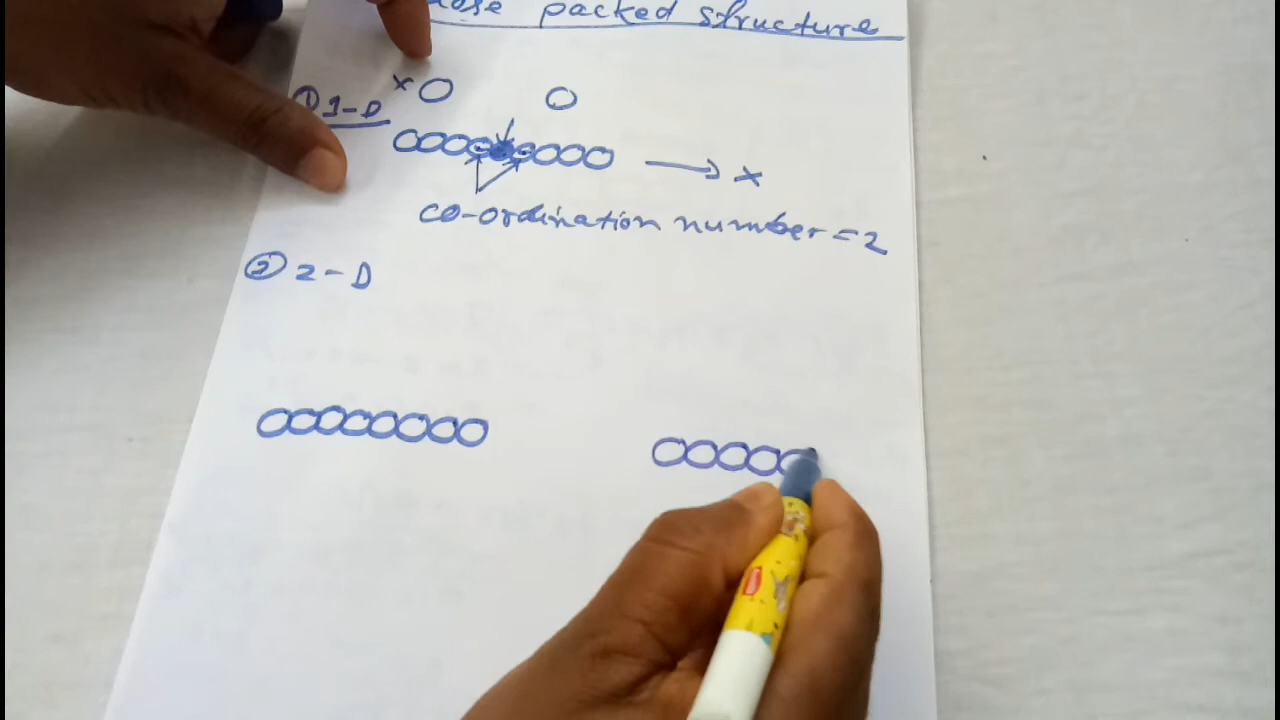 packed structure
① 1-D
x
→ x
co-ordination number = 2
② 2-D